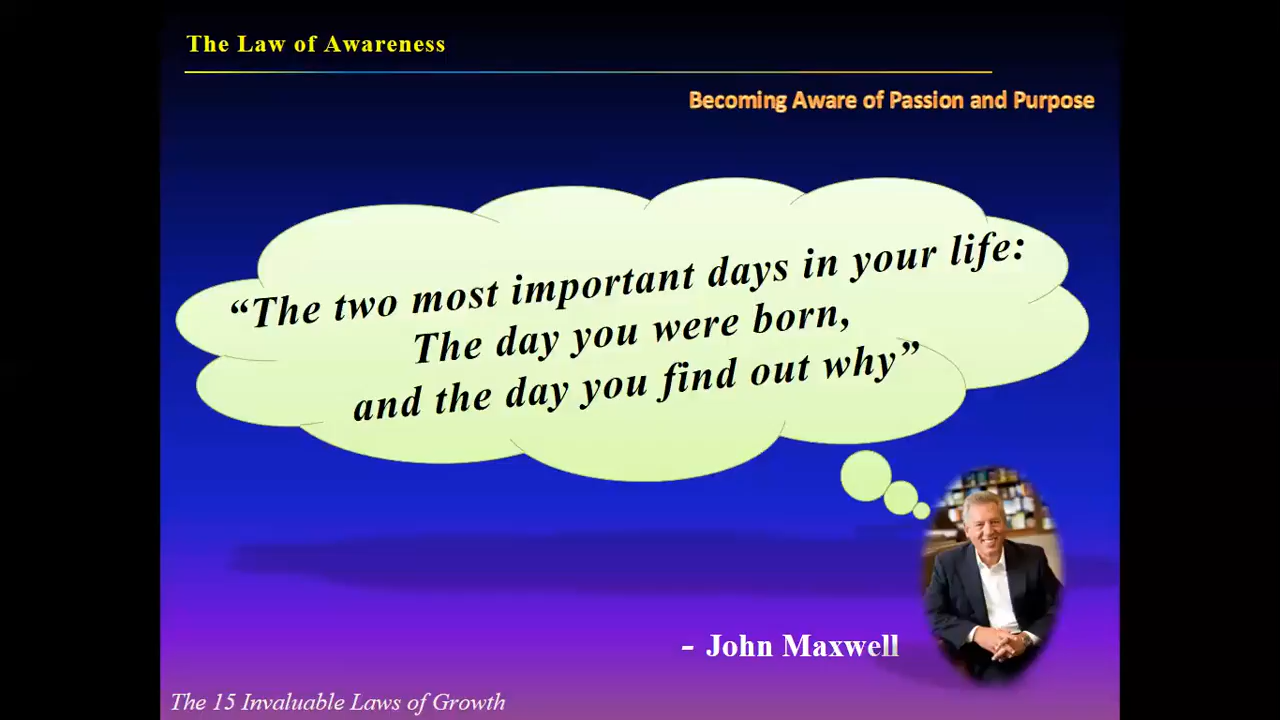 The Law of Awareness
Becoming Aware of Passion and Purpose
“The two most important days in your life:
The day you were born,
and the day you find out why”
- John Maxwell
The 15 Invaluable Laws of Growth